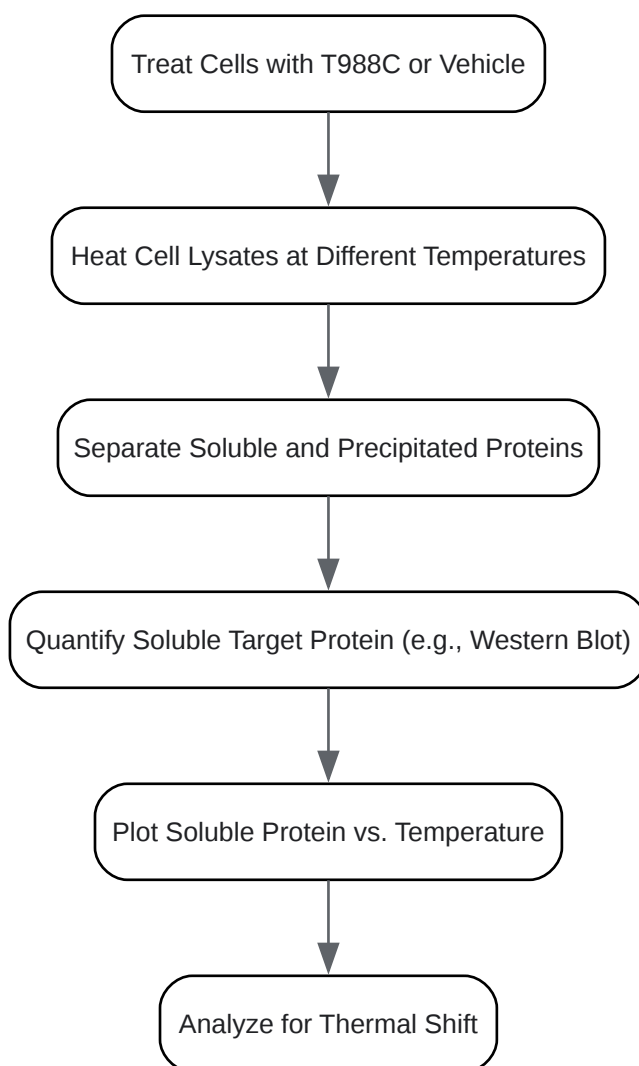 Treat Cells with T988C or Vehicle
Heat Cell Lysates at Different Temperatures
Separate Soluble and Precipitated Proteins
Quantify Soluble Target Protein (e.g., Western Blot)
Plot Soluble Protein vs. Temperature
Analyze for Thermal Shift